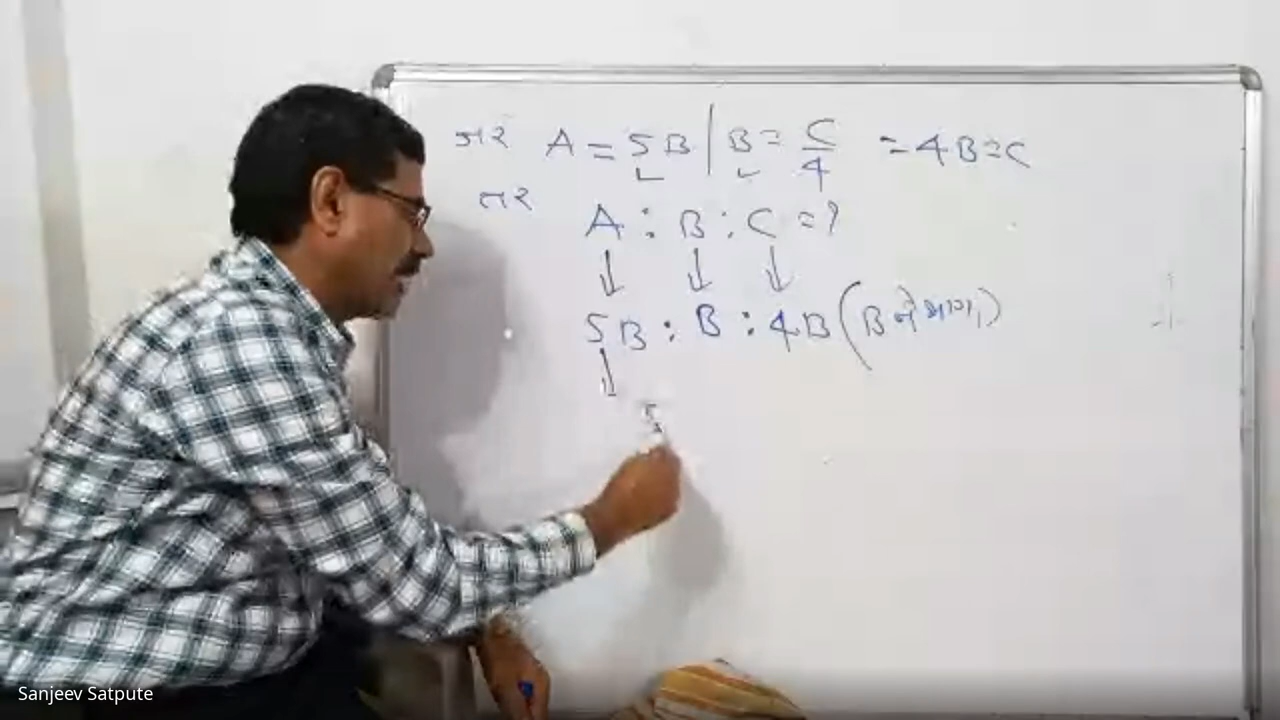 जर A = 5B | B = C/4 = 4B = C
तर
A : B : C = ?
5B : B : 4B (B ने
Sanjeev Satpute